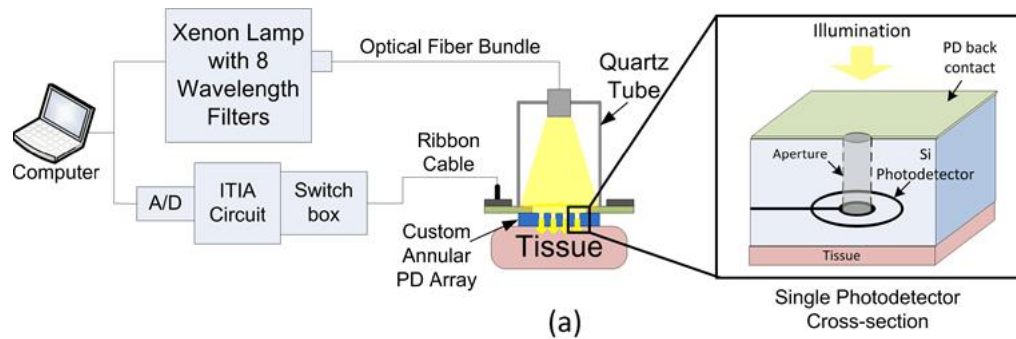 Xenon Lamp
with 8
Wavelength
Filters
Optical Fiber Bundle
Quartz
Tube
Computer
A/D
ITIA
Circuit
Switch
box
Ribbon
Cable
Custom
Annular
PD Array
Tissue
Illumination
PD back
contact
Aperture
Si
Photodetector
Tissue
Single Photodetector
Cross-section
(a)